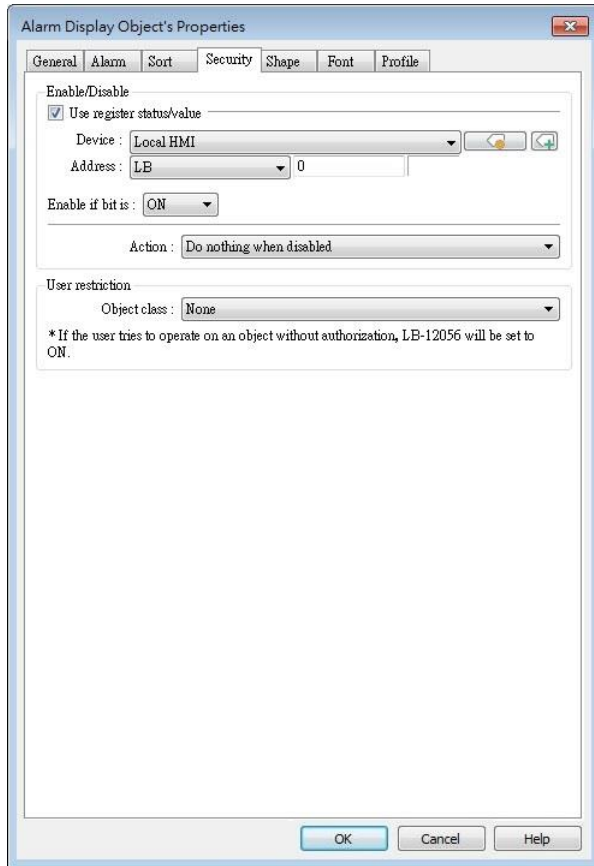 Alarm Display Object's Properties
General Alarm Sort Security Shape Font Profile
Enable/Disable
Use register status/value
Device : Local HMI
Address : LB 0
Enable if bit is : ON
Action : Do nothing when disabled
User restriction
Object class : None
* If the user tries to operate on an object without authorization, LB-12056 will be set to
ON.
OK Cancel Help